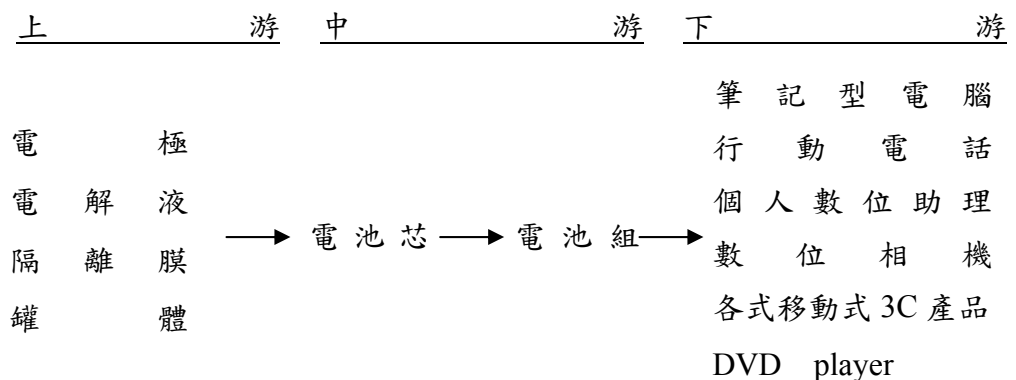 上游 中游 下游
電極
電解液
隔離膜
罐體
電池芯
電池組
筆記型電腦
行動電話
個人數位助理
數位相機
各式移動式 3C 產品
DVD player